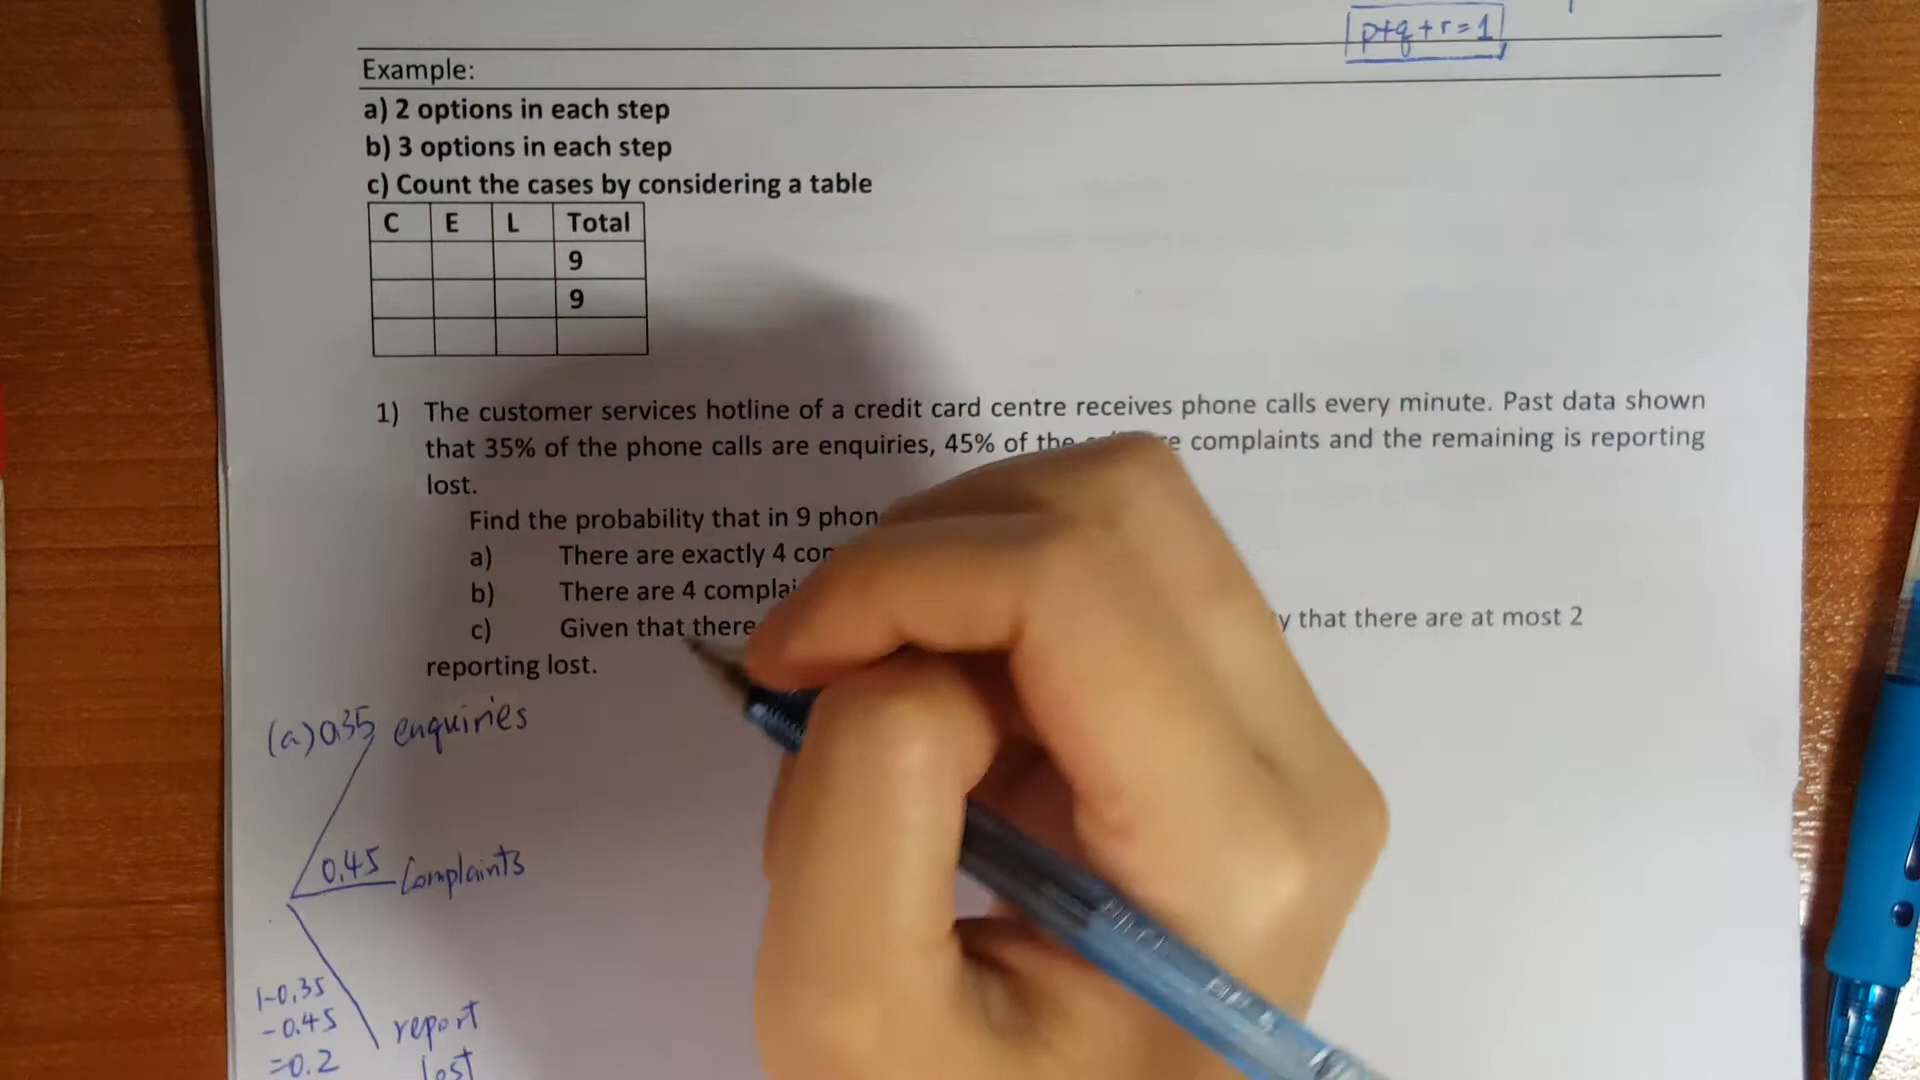 p+q+r=1
Example:
a) 2 options in each step
b) 3 options in each step
c) Count the cases by considering a table
C E L Total
9
9
1) The customer services hotline of a credit card centre receives phone calls every minute. Past data shown
that 35% of the phone calls are enquiries, 45% of the complaints and the remaining is reporting
lost.
Find the probability that in 9 phon
a) There are exactly 4 com
b) There are 4 complai
c) Given that there y that there are at most 2
reporting lost.
(a) 0.35 enquiries
0.45 Complaints
1-0.35
-0.45 report
=0.2 lost